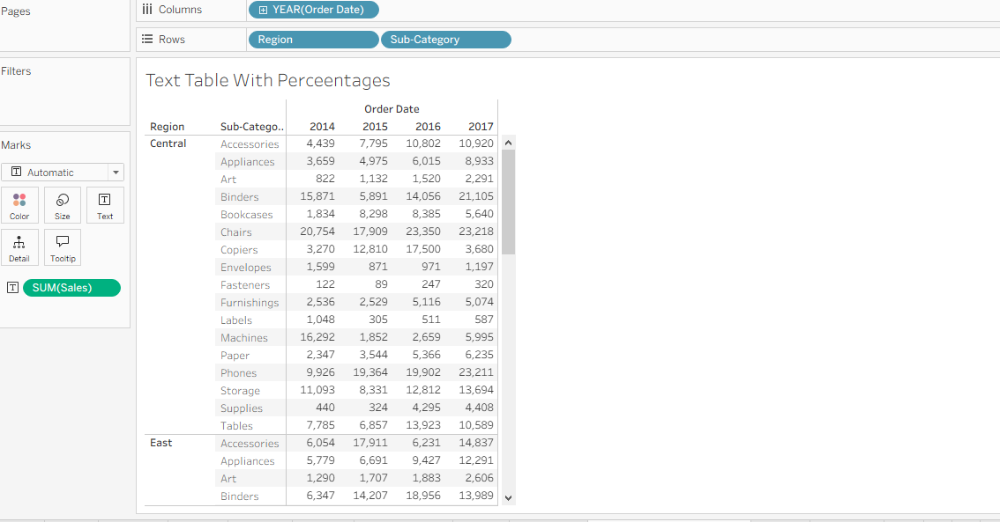 Pages
Columns
YEAR(Order Date)
Rows
Region
Sub-Category
Filters
Marks
Automatic
Color
Size
Text
Detail
Tooltip
SUM(Sales)
Text Table With Perceentages
Order Date
Region Sub-Catego.. 2014 2015 2016 2017
Central Accessories 4,439 7,795 10,802 10,920
Appliances 3,659 4,975 6,015 8,933
Art 822 1,132 1,520 2,291
Binders 15,871 5,891 14,056 21,105
Bookcases 1,834 8,298 8,385 5,640
Chairs 20,754 17,909 23,350 23,218
Copiers 3,270 12,810 17,500 3,680
Envelopes 1,599 871 971 1,197
Fasteners 122 89 247 320
Furnishings 2,536 2,529 5,116 5,074
Labels 1,048 305 511 587
Machines 16,292 1,852 2,659 5,995
Paper 2,347 3,544 5,366 6,235
Phones 9,926 19,364 19,902 23,211
Storage 11,093 8,331 12,812 13,694
Supplies 440 324 4,295 4,408
Tables 7,785 6,857 13,923 10,589
East Accessories 6,054 17,911 6,231 14,837
Appliances 5,779 6,691 9,427 12,291
Art 1,290 1,707 1,883 2,606
Binders 6,347 14,207 18,956 13,989